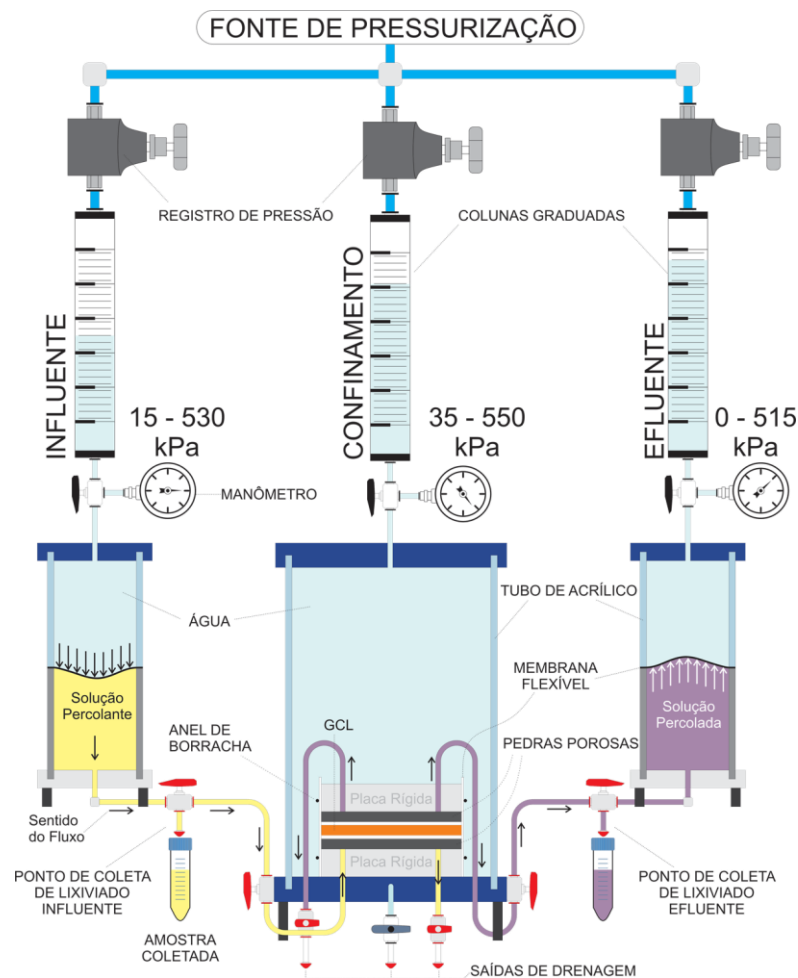 FONTE DE PRESSURIZAÇÃO
REGISTRO DE PRESSÃO
COLUNAS GRADUADAS
INFLUENTE
CONFINAMENTO
EFLUENTE
15 - 530
kPa
35 - 550
kPa
0 - 515
kPa
MANÔMETRO
TUBO DE ACRÍLICO
ÁGUA
MEMBRANA
FLEXÍVEL
Solução
Percolante
Solução
Percolada
ANEL DE
BORRACHA
GCL
PEDRAS POROSAS
Placa Rígida
Placa Rígida
Sentido
do Fluxo
PONTO DE COLETA
DE LIXIVIADO
INFLUENTE
PONTO DE COLETA
DE LIXIVIADO
EFLUENTE
AMOSTRA
COLETADA
SAÍDAS DE DRENAGEM